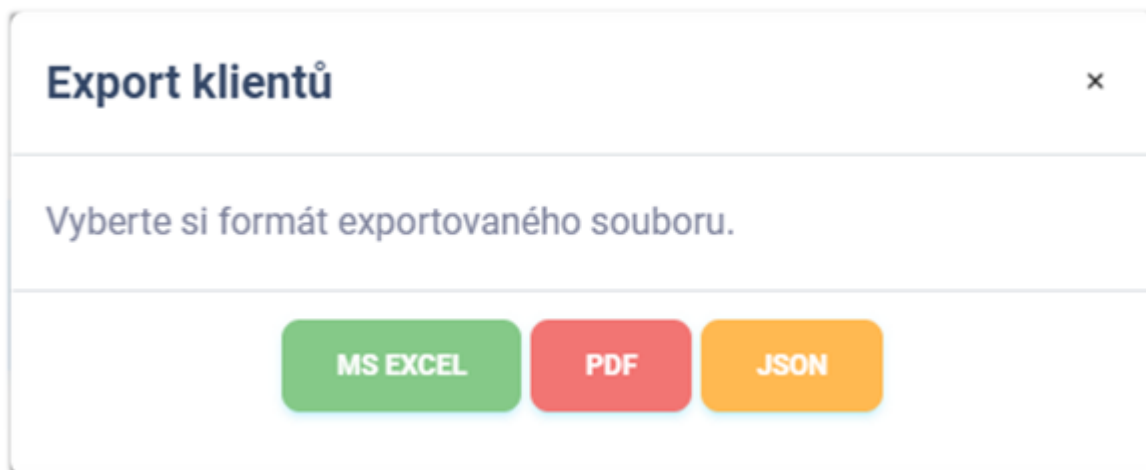 Export klientů
×
Vyberte si formát exportovaného souboru.
MS EXCEL PDF JSON